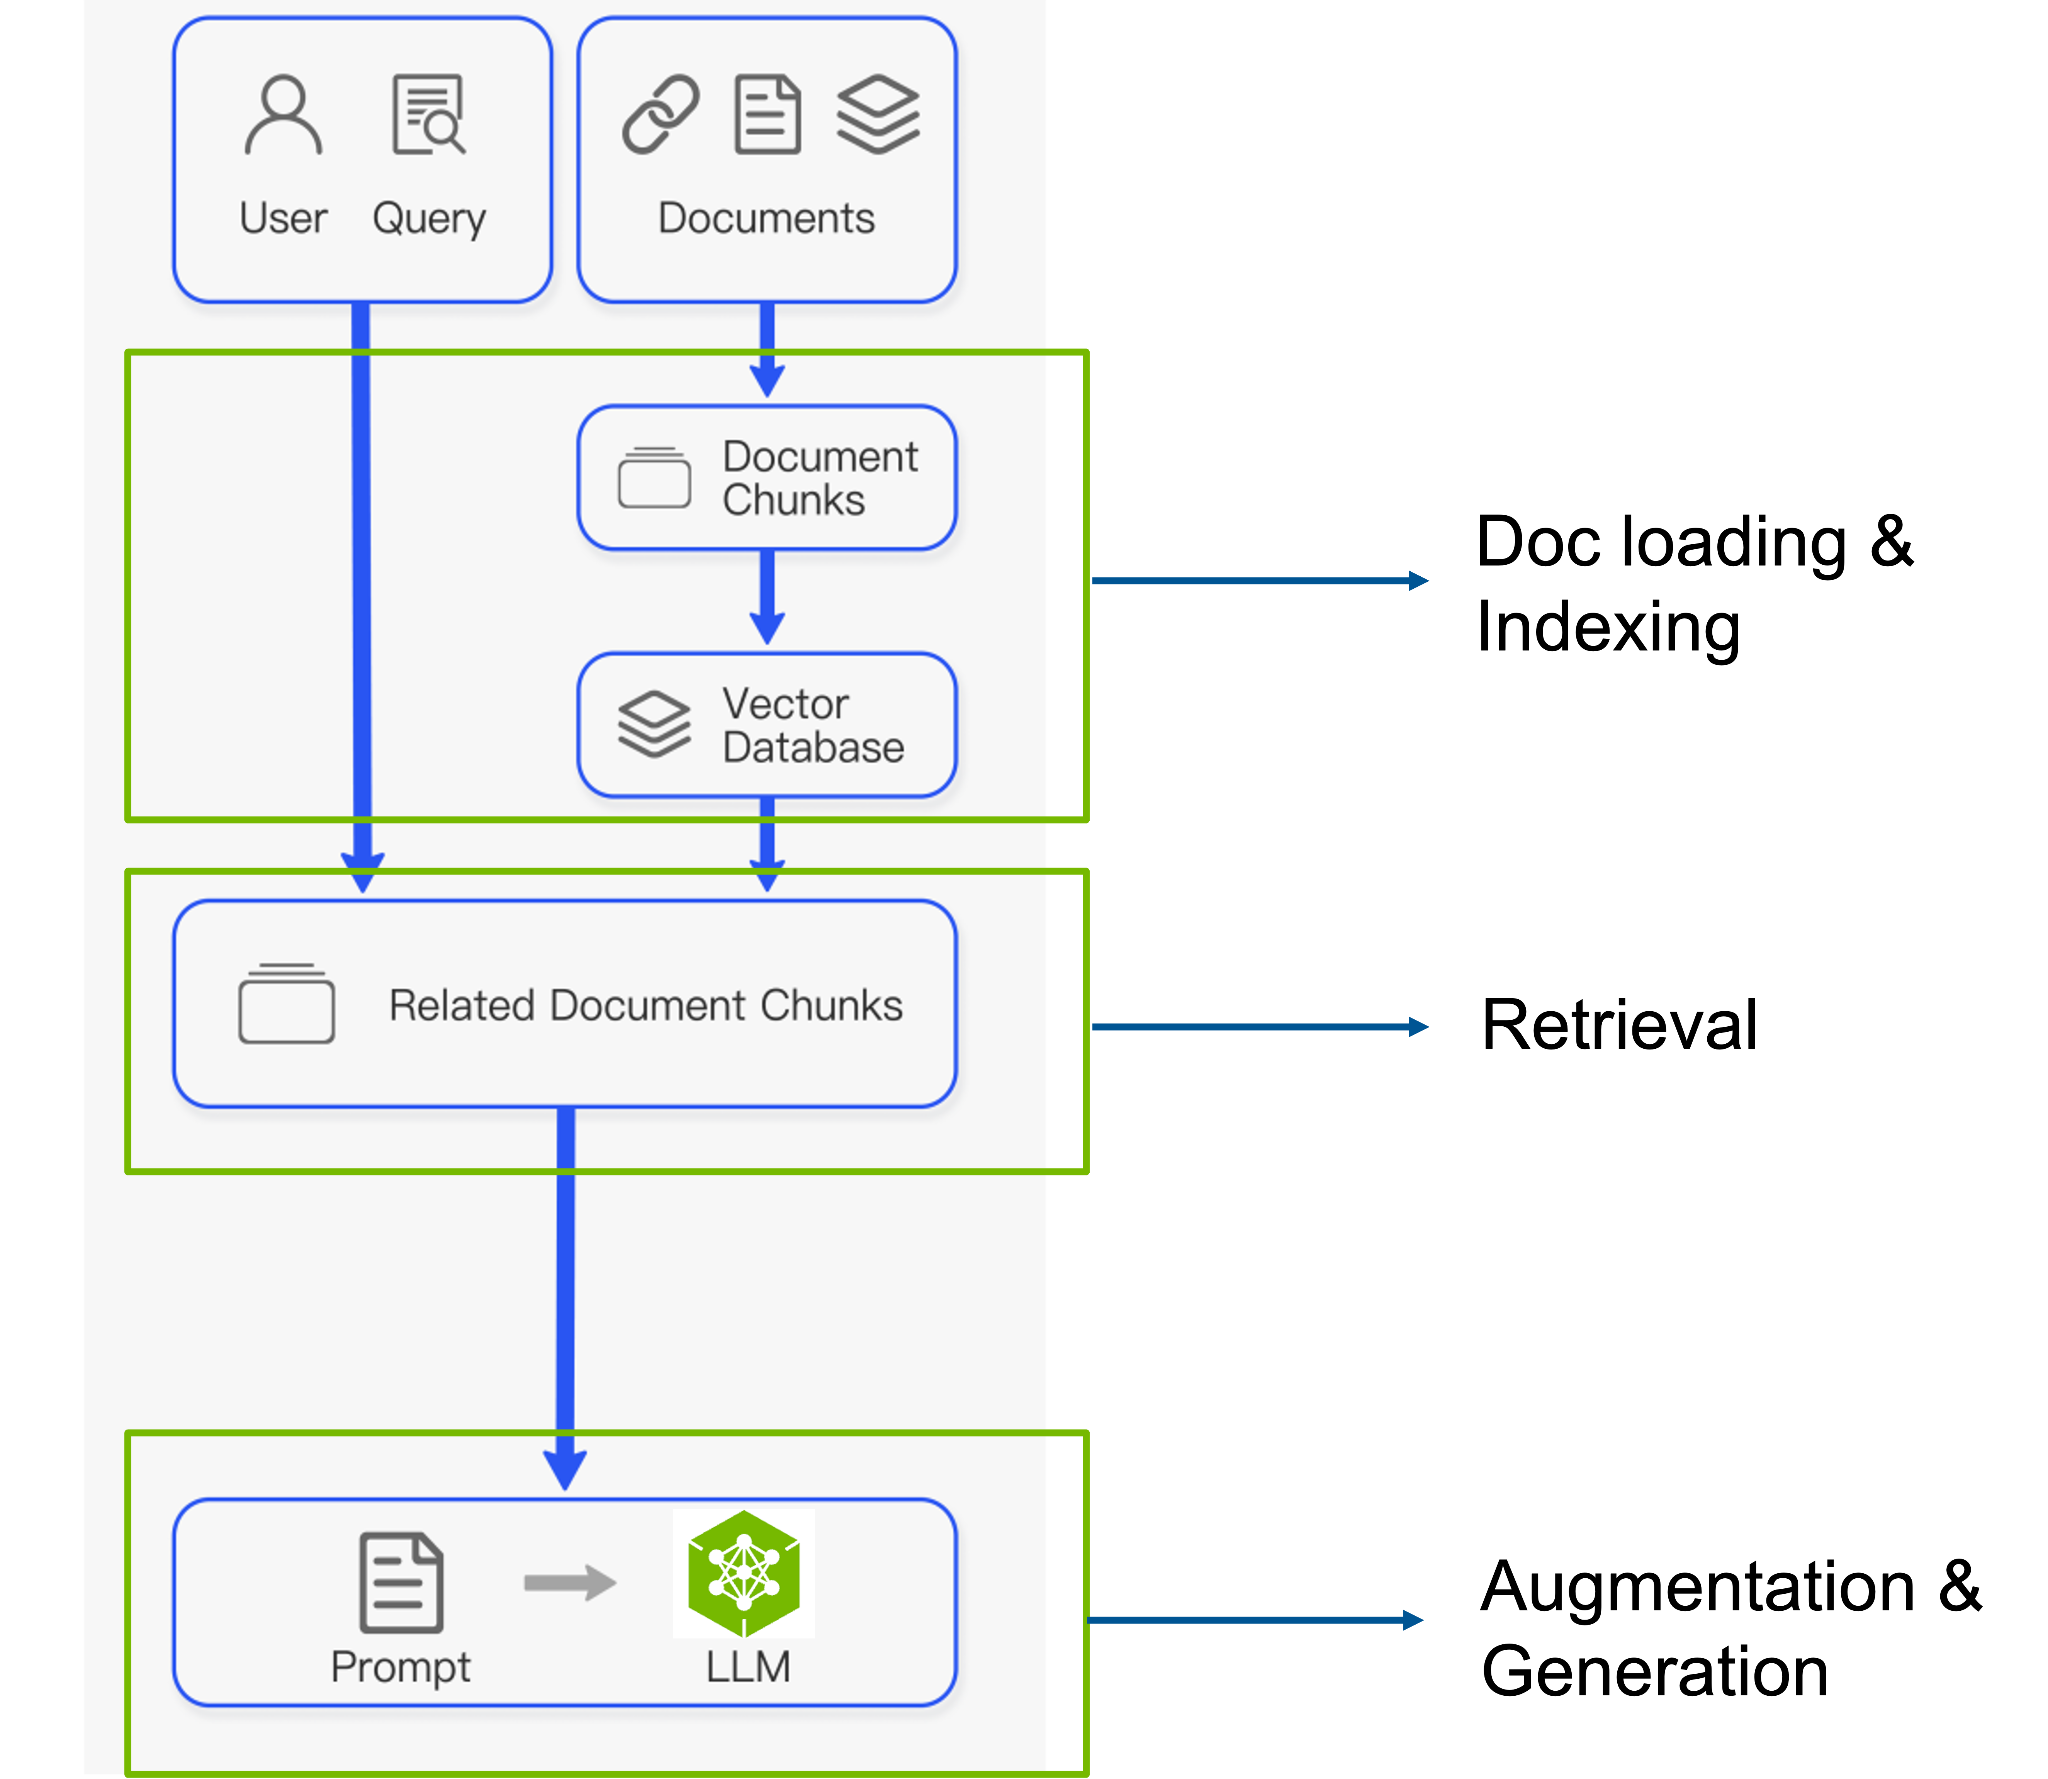 User Query
Documents
Document
Chunks
Doc loading &
Indexing
Vector
Database
Related Document Chunks
Retrieval
Prompt
LLM
Augmentation &
Generation